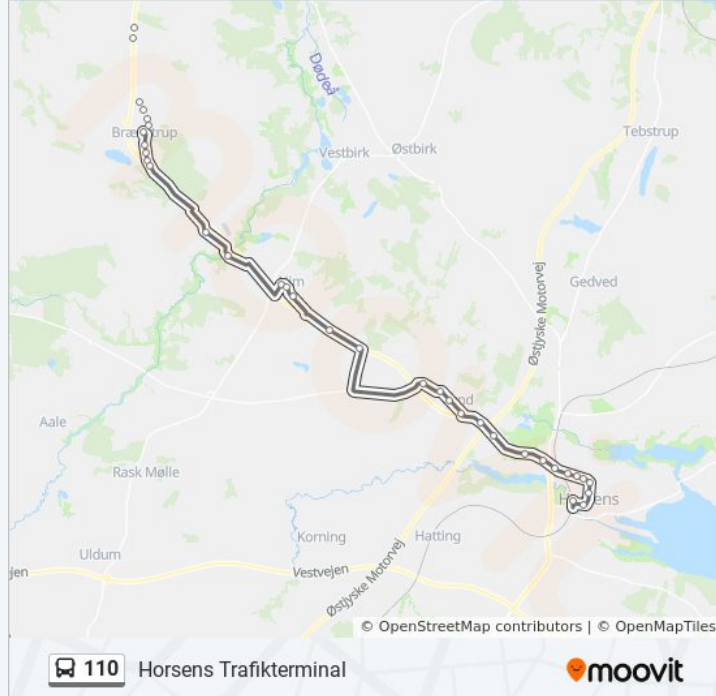 Dødeå
Brædstrup
Vestbirk
Østbirk
Tebstrup
Gedved
Østjyske Motorvej
Aale
Rask Mølle
Horsens
Korning
Hatting
Uldum
Vestvejen
Østjyske Motorvej
© OpenStreetMap contributors | © OpenMapTiles
110 Horsens Trafikterminal
moovit